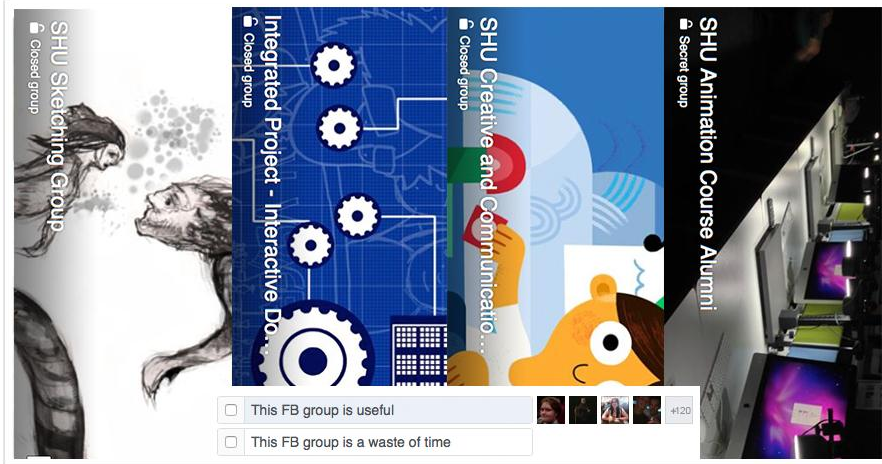 SHU Sketching Group
Closed group
Integrated Project - Interactive Do...
Closed group
SHU Creative and Communicatio...
Closed group
SHU Animation Course Alumni
Secret group
This FB group is useful
+120
This FB group is a waste of time